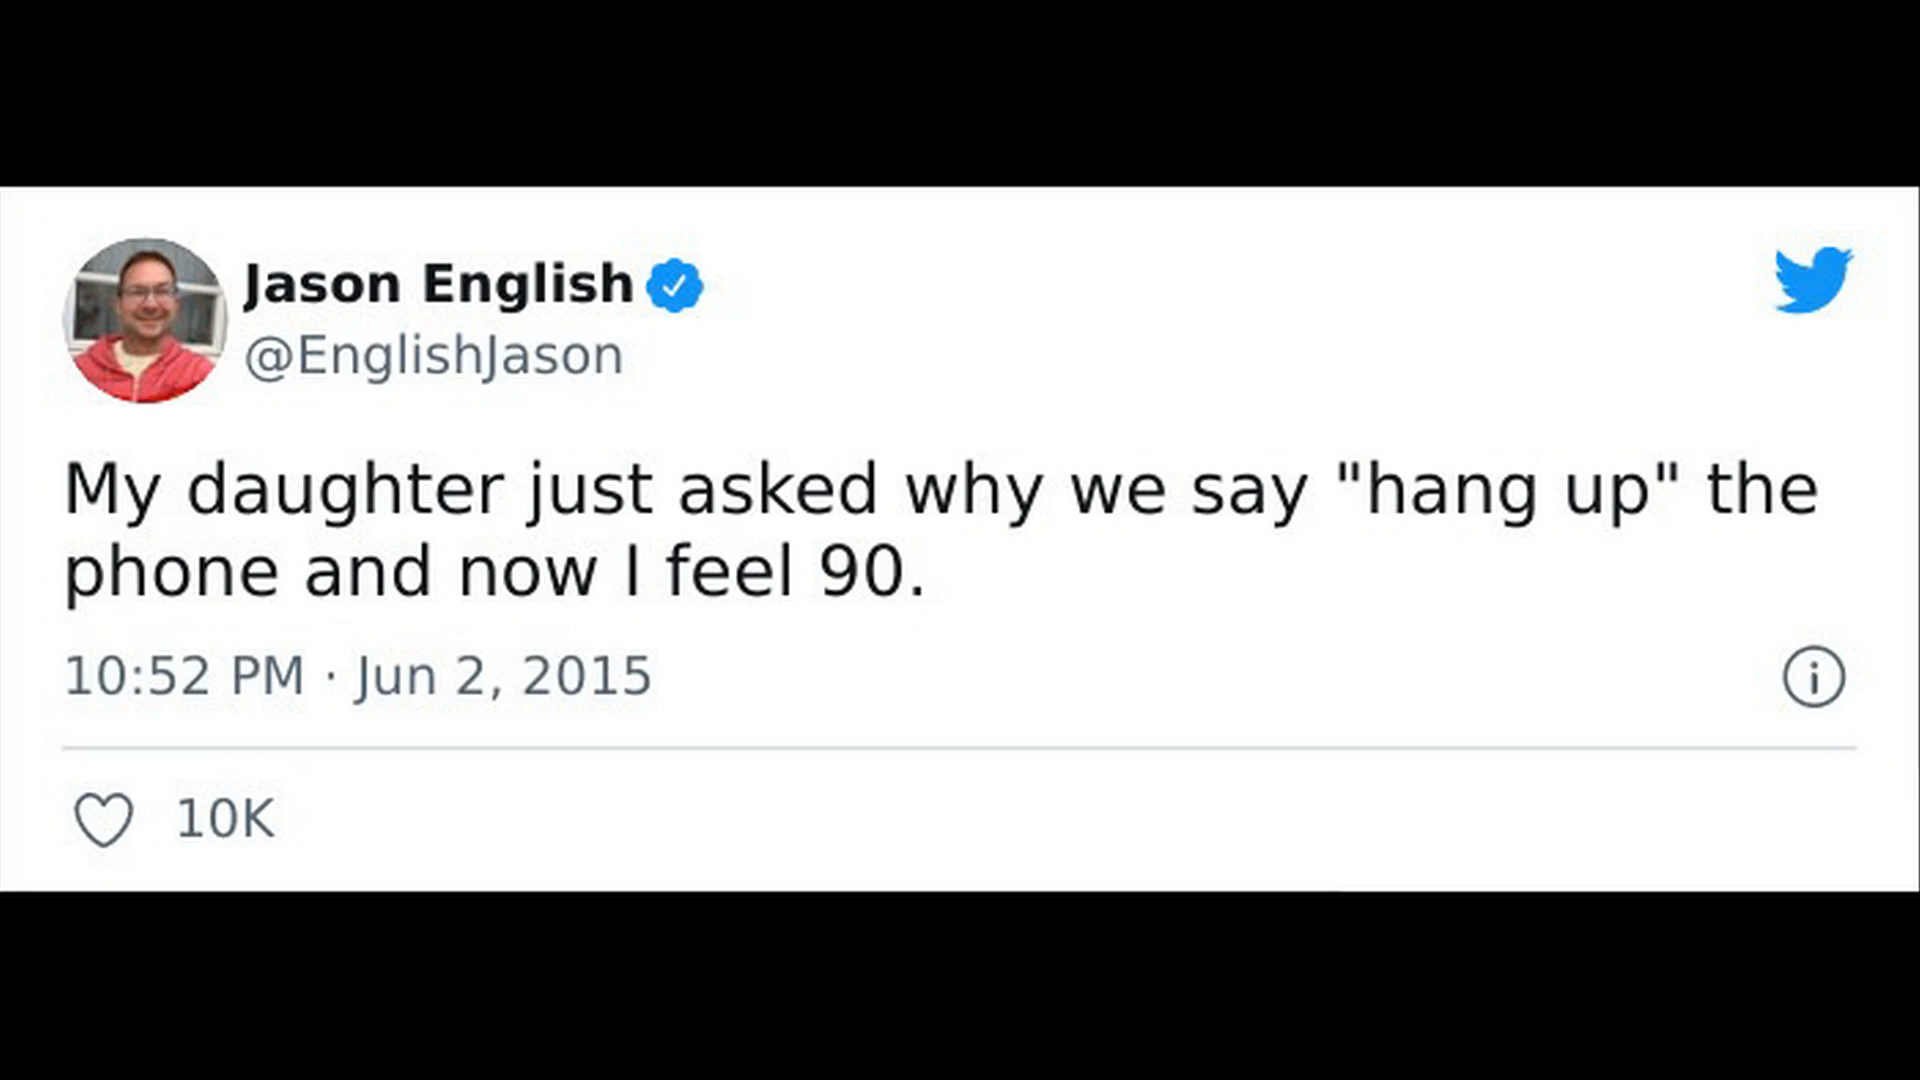 Jason English
@EnglishJason
My daughter just asked why we say "hang up" the
phone and now I feel 90.
10:52 PM · Jun 2, 2015
10K